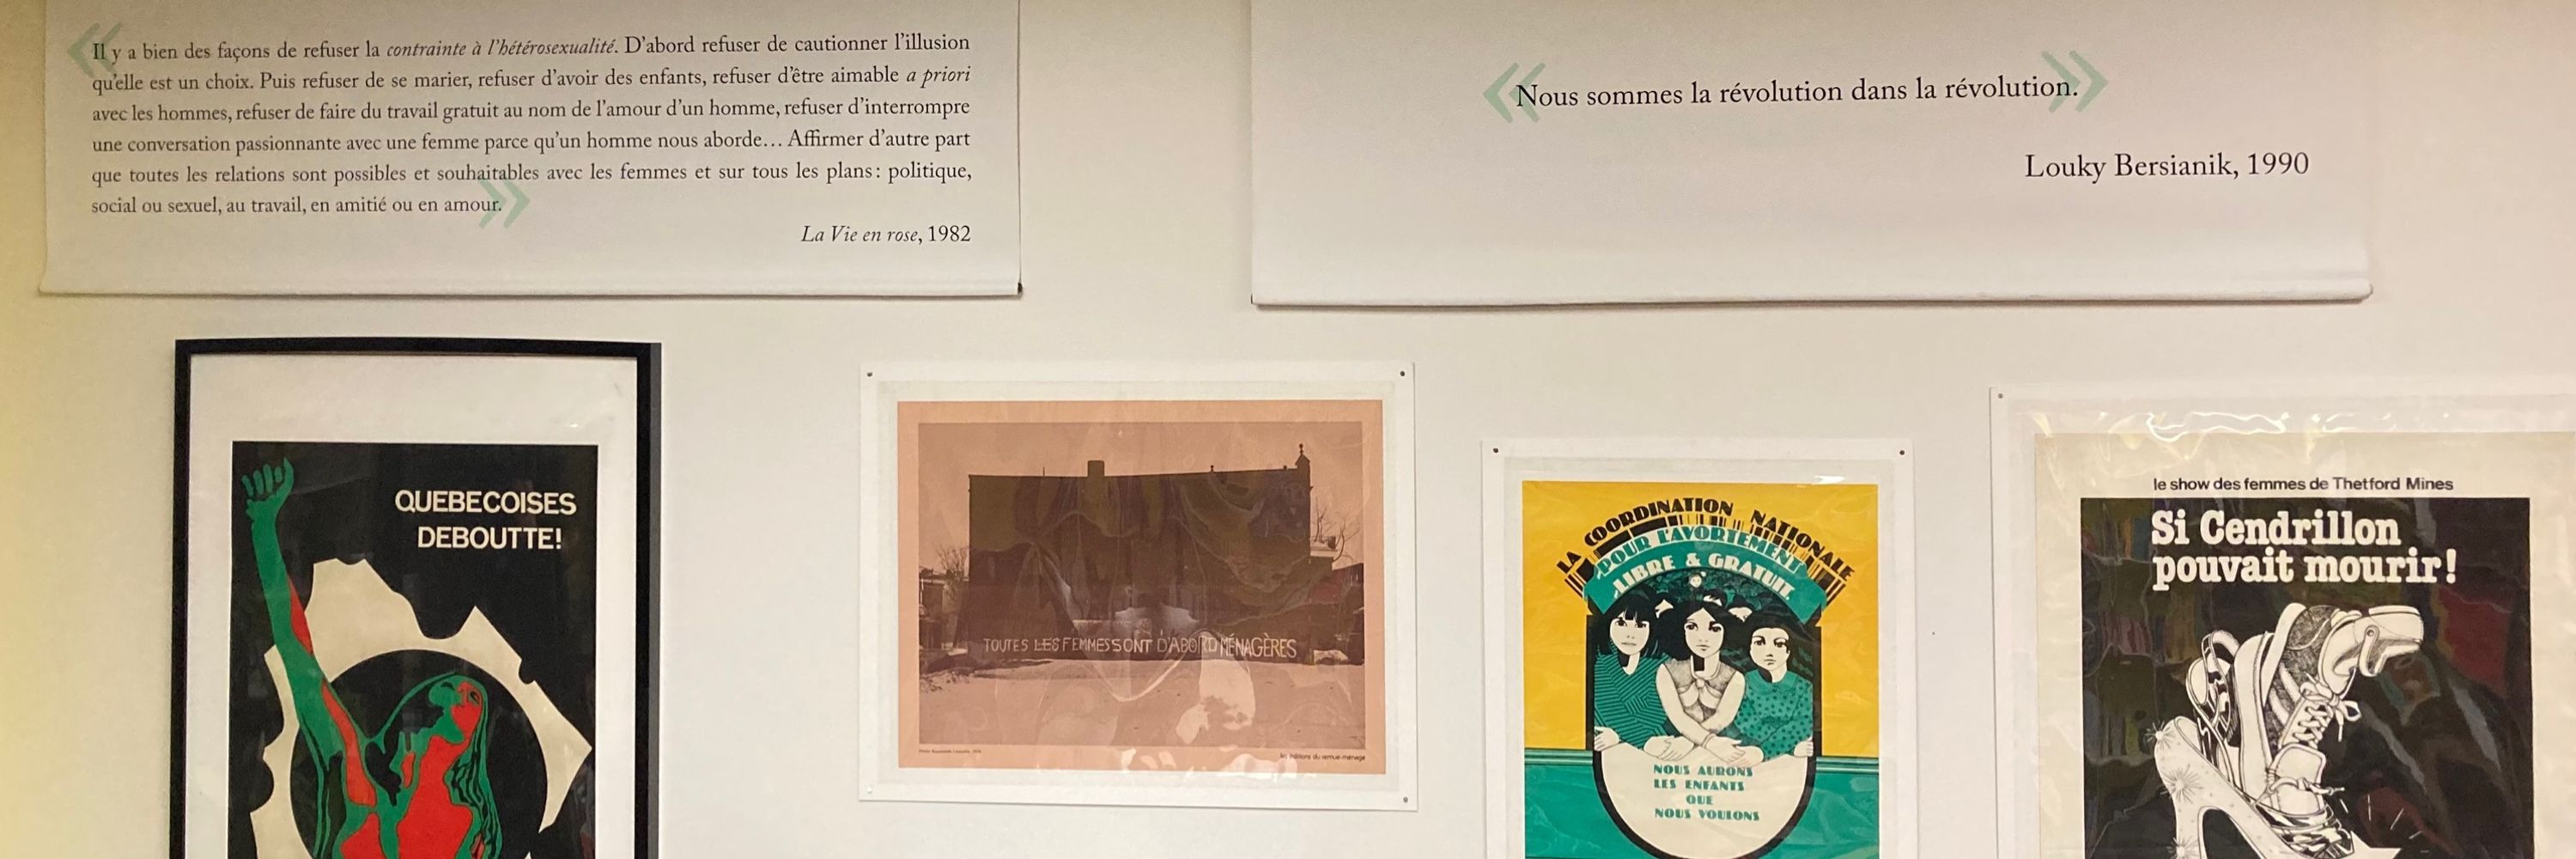 « Il y a bien des façons de refuser la contrainte à l'hétérosexualité. D'abord refuser de cautionner l'illusion
qu'elle est un choix. Puis refuser de se marier, refuser d'avoir des enfants, refuser d'être aimable a priori
avec les hommes, refuser de faire du travail gratuit au nom de l'amour d'un homme, refuser d'interrompre
une conversation passionnante avec une femme parce qu'un homme nous aborde… Affirmer d'autre part
que toutes les relations sont possibles et souhaitables avec les femmes et sur tous les plans : politique,
social ou sexuel, au travail, en amitié ou en amour. »
La Vie en rose, 1982
« Nous sommes la révolution dans la révolution. »
Louky Bersianik, 1990
QUEBECOISES
DEBOUTTE!
TOUTES LES FEMMES SONT D'ABORD MÉNAGÈRES
les éditions du remue-ménage
LA COORDINATION NATIONALE
POUR L'AVORTEMENT
LIBRE & GRATUIT
NOUS AURONS
LES ENFANTS
QUE
NOUS VOULONS
le show des femmes de Thetford Mines
Si Cendrillon
pouvait mourir!